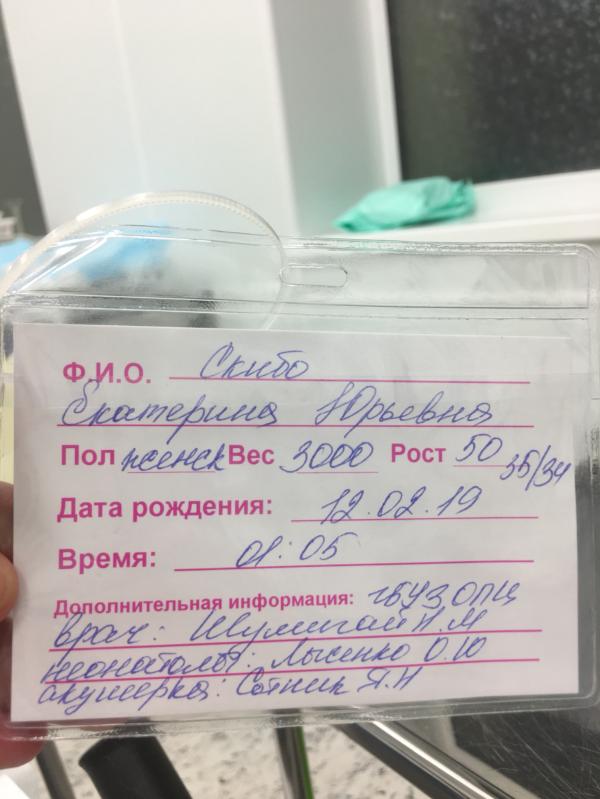 Ф.И.О. Скибо
Екатерина Юрьевна
Пол женск Вес 3000 Рост 50 35/34
Дата рождения: 12.02.19
Время: 01:05
Дополнительная информация: ГБУЗ ОПЦ
врач: Шумигай Н.М
неонатолог: Лысенко О.Ю
акушерка: Сотник Я.Н